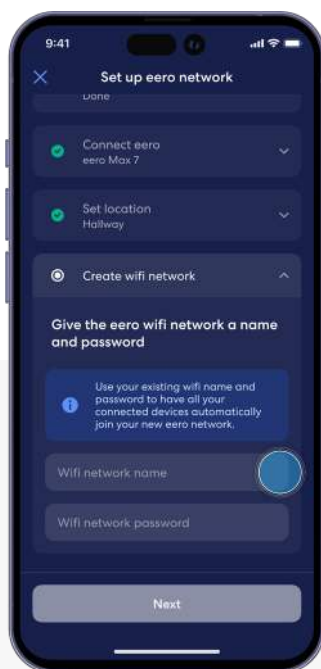 9:41
Set up eero network
Done
Connect eero
eero Max 7
Set location
Hallway
Create wifi network
Give the eero wifi network a name
and password
Use your existing wifi name and
password to have all your
connected devices automatically
join your new eero network.
Wifi network name
Wifi network password
Next